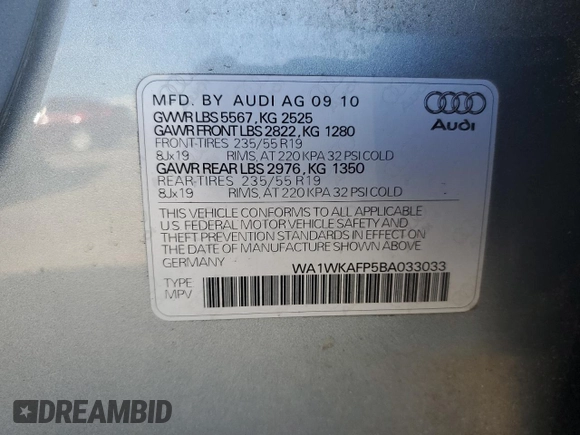 MFD. BY AUDI AG 09 10
GVWR LBS 5567, KG 2525
GAWR FRONT LBS 2822, KG 1280
FRONT-TIRES 235/55 R19
8Jx19 RIMS, AT 220 KPA 32 PSI COLD
GAWR REAR LBS 2976, KG 1350
REAR-TIRES 235/55 R19
8Jx19 RIMS, AT 220 KPA 32 PSI COLD
Audi
THIS VEHICLE CONFORMS TO ALL APPLICABLE
U.S. FEDERAL MOTOR VEHICLE SAFETY AND
THEFT PREVENTION STANDARDS IN EFFECT ON
THE DATE OF MANUFACTURE SHOWN ABOVE.
GERMANY WA1WKAFP5BA033033
TYPE
MPV
DREAMBID